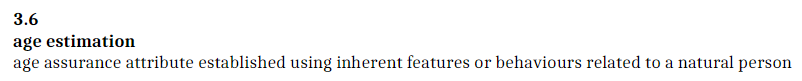 3.6
age estimation
age assurance attribute established using inherent features or behaviours related to a natural person